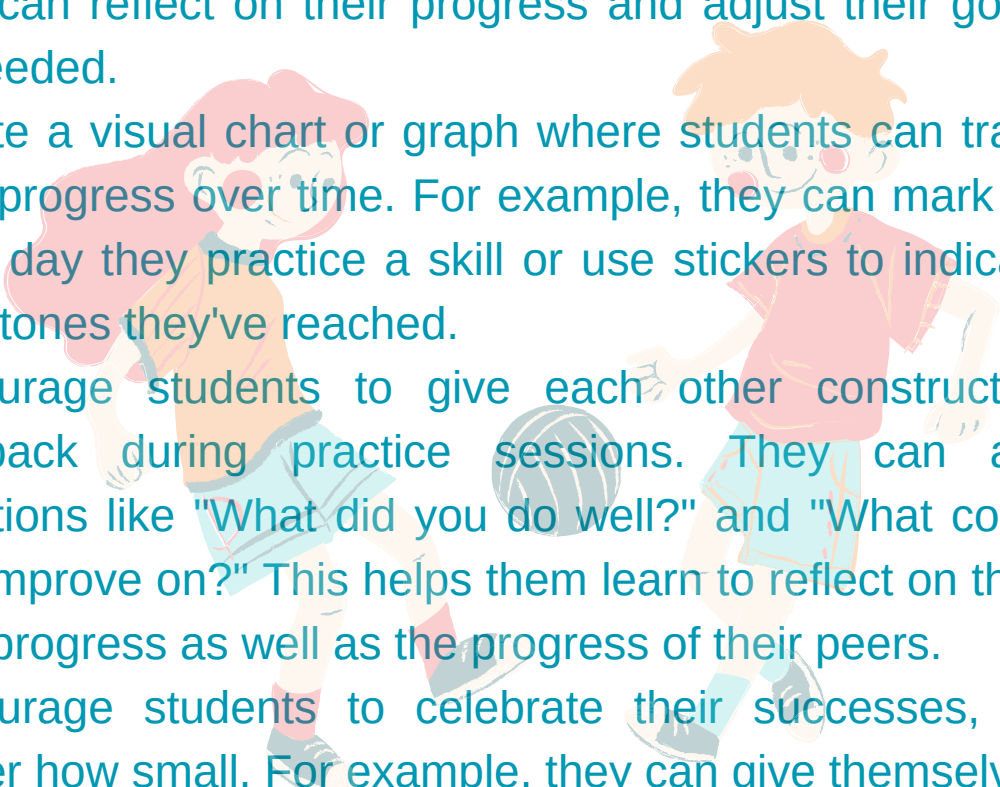 can reflect on their progress and adjust their go
eeded.
te a visual chart or graph where students can tra
progress over time. For example, they can mark
day they practice a skill or use stickers to indica
tones they've reached.
urage students to give each other construct
back during practice sessions. They can a
tions like "What did you do well?" and "What co
mprove on?" This helps them learn to reflect on th
progress as well as the progress of their peers.
urage students to celebrate their successes,
er how small. For example, they can give themselv